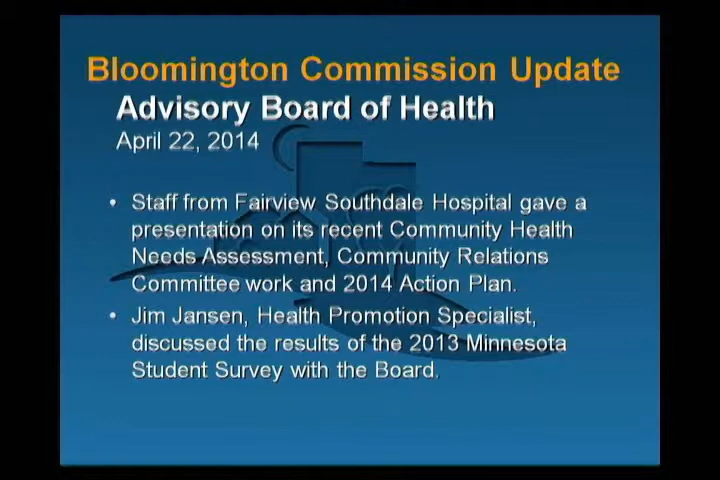 Bloomington Commission Update
Advisory Board of Health
April 22, 2014
• Staff from Fairview Southdale Hospital gave a
presentation on its recent Community Health
Needs Assessment, Community Relations
Committee work and 2014 Action Plan.
• Jim Jansen, Health Promotion Specialist,
discussed the results of the 2013 Minnesota
Student Survey with the Board.